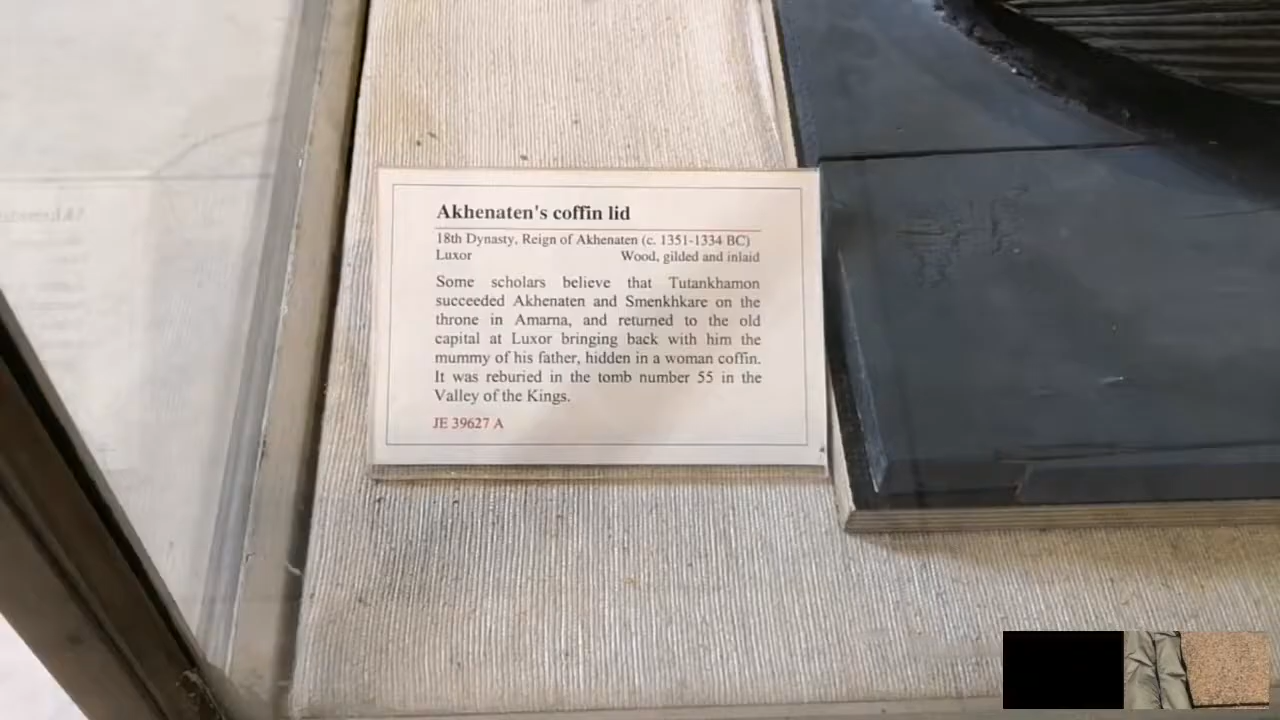 Akhenaten's coffin lid
18th Dynasty, Reign of Akhenaten (c. 1351-1334 BC)
Luxor Wood, gilded and inlaid
Some scholars believe that Tutankhamon
succeeded Akhenaten and Smenkhkare on the
throne in Amarna, and returned to the old
capital at Luxor bringing back with him the
mummy of his father, hidden in a woman coffin.
It was reburied in the tomb number 55 in the
Valley of the Kings.
JE 39627 A